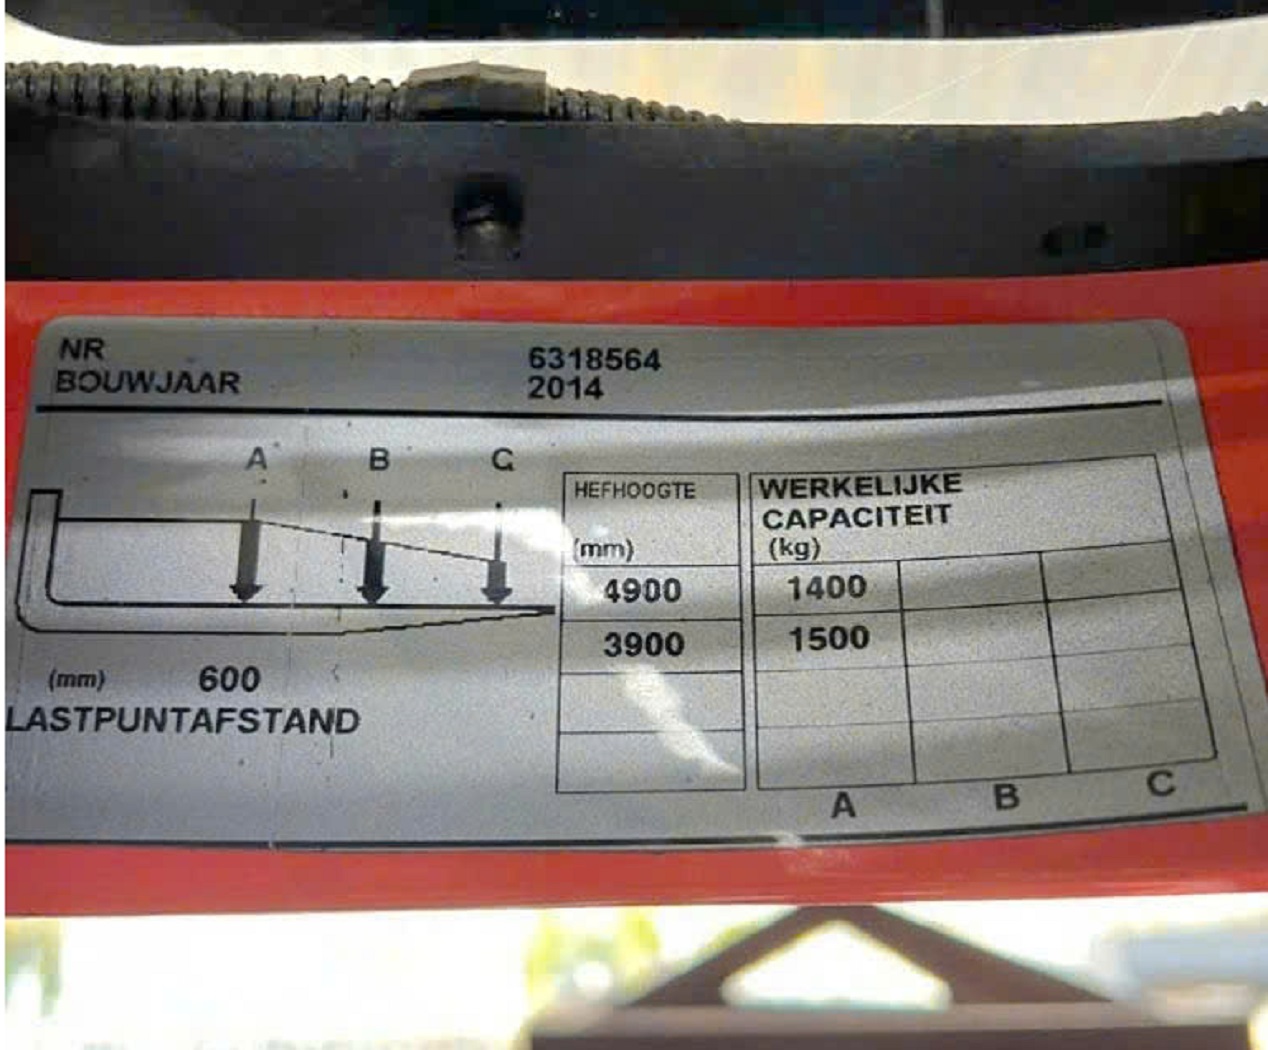 NR 6318564
BOUWJAAR 2014
A B C
HEFHOOGTE
(mm)
WERKELIJKE
CAPACITEIT
(kg)
4900 1400
3900 1500
(mm) 600
LASTPUNTAFSTAND
A B C